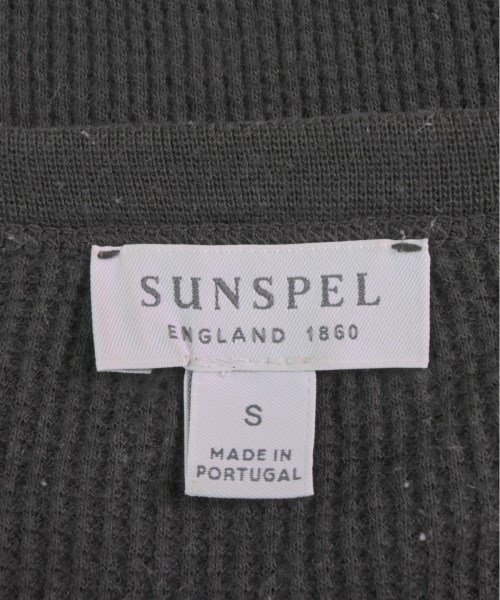 SUNSPEL
ENGLAND 1860
S
MADE IN
PORTUGAL